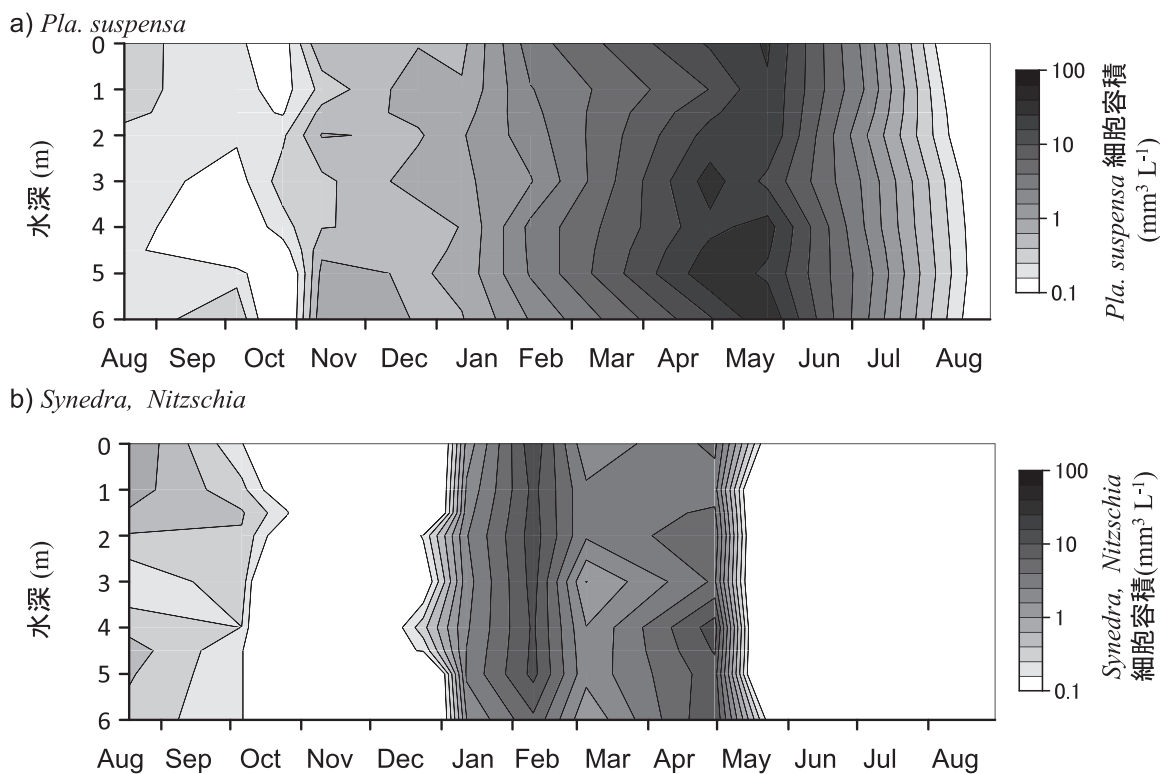 a) Pla. suspensa
0
1
2
3
4
5
6
水深 (m)
Aug Sep Oct Nov Dec Jan Feb Mar Apr May Jun Jul Aug
100
10
1
0.1
Pla. suspensa 細胞容積
(mm³ L⁻¹)
b) Synedra, Nitzschia
0
1
2
3
4
5
6
水深 (m)
Aug Sep Oct Nov Dec Jan Feb Mar Apr May Jun Jul Aug
100
10
1
0.1
Synedra, Nitzschia
細胞容積(mm³ L⁻¹)